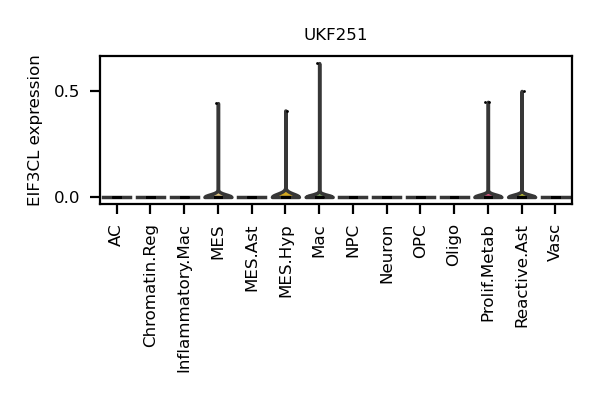 UKF251
EIF3CL expression
0.5
0.0
AC
Chromatin.Reg
Inflammatory.Mac
MES
MES.Ast
MES.Hyp
Mac
NPC
Neuron
OPC
Oligo
Prolif.Metab
Reactive.Ast
Vasc